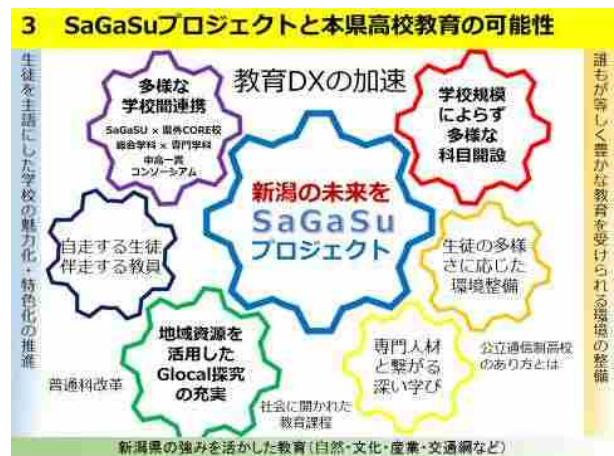 3 SaGaSuプロジェクトと本県高校教育の可能性
生徒を主語にした学校の魅力化・特色化の推進
誰もが等しく豊かな教育を受けられる環境の整備
教育DXの加速
多様な
学校間連携
SaGaSU × 県外CORE校
総合学科 × 専門学科
中高一貫
コンソーシアム
学校規模
によらず
多様な
科目開設
新潟の未来を
SaGaSu
プロジェクト
自走する生徒
伴走する教員
生徒の多様
さに応じた
環境整備
地域資源を
活用した
Glocal探究
の充実
専門人材
と繋がる
深い学び
公立通信制高校
のあり方とは
普通科改革
社会に開かれた
教育課程
新潟県の強みを活かした教育(自然・文化・産業・交通網など)